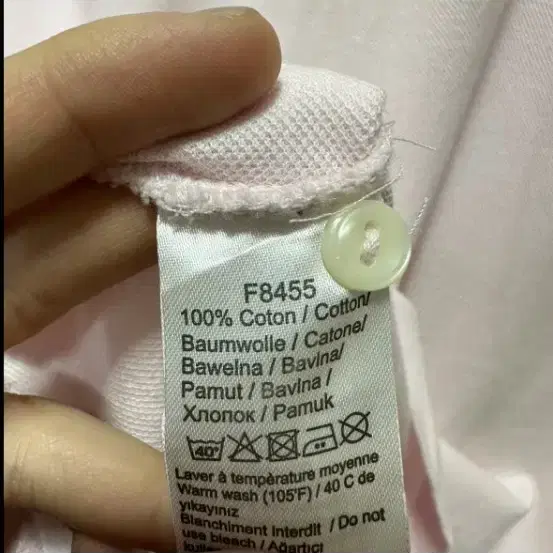 F8455
100% Coton / Cotton/
Baumwolle / Catone/
Bawelna / Bavina/
Pamut / Bavlna /
Хлопок / Pamuk
40°
Laver à température moyenne
Warm wash (105'F) / 40 C de
yıkayınız
Blanchiment Interdit / Do not
use bleach / Ağartıcı